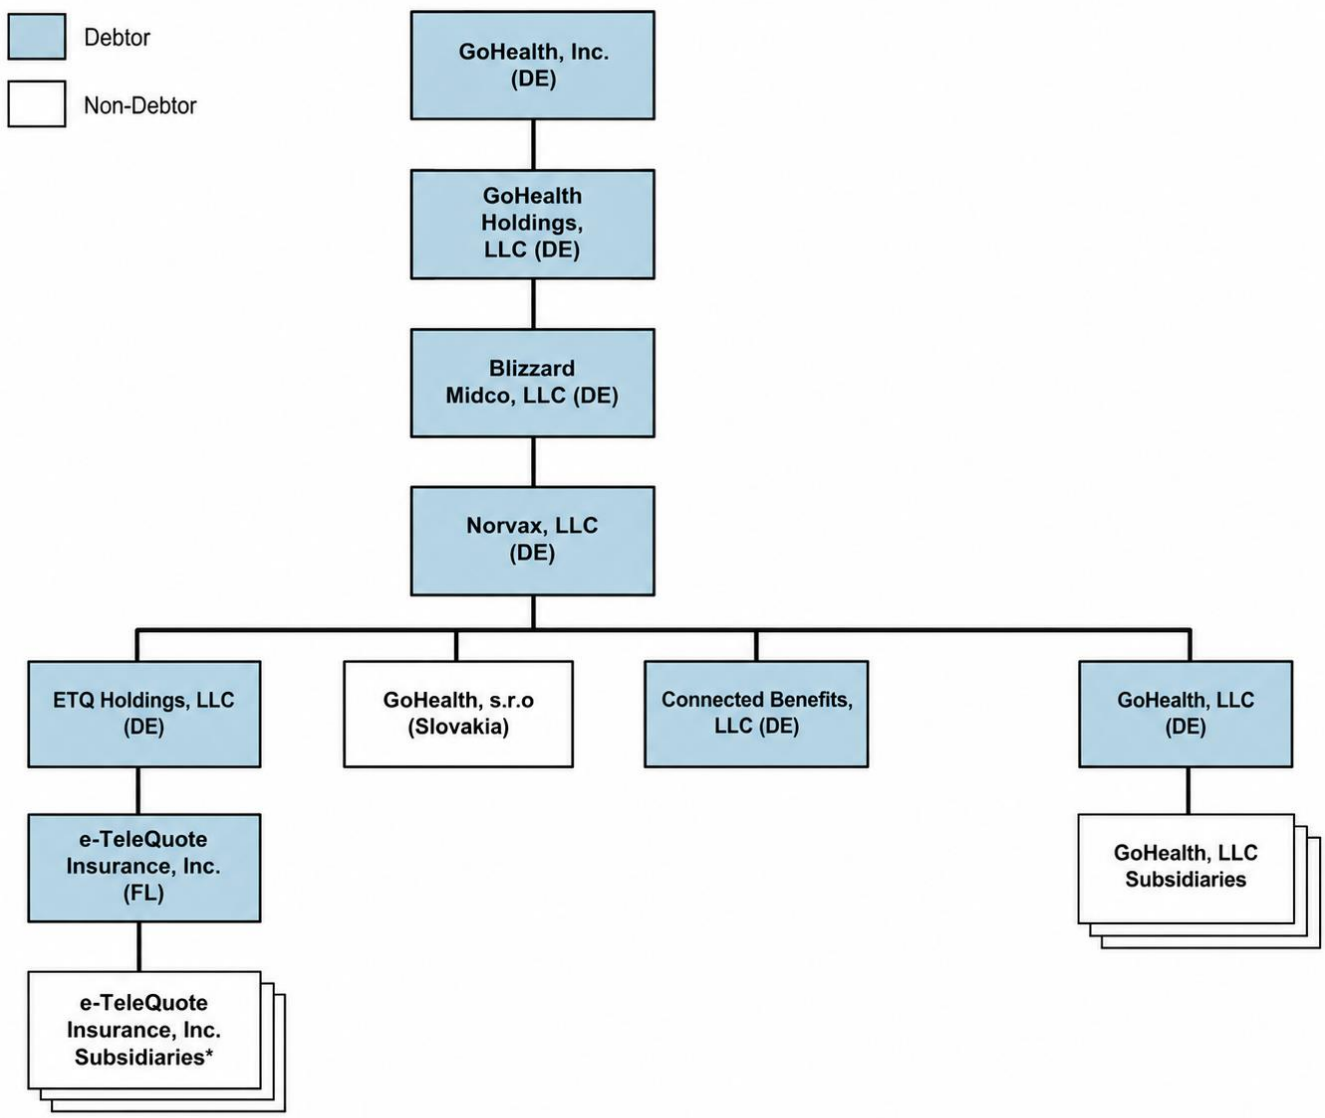 Debtor
Non-Debtor
GoHealth, Inc.
(DE)
GoHealth
Holdings,
LLC (DE)
Blizzard
Midco, LLC (DE)
Norvax, LLC
(DE)
ETQ Holdings, LLC
(DE)
GoHealth, s.r.o
(Slovakia)
Connected Benefits,
LLC (DE)
GoHealth, LLC
(DE)
e-TeleQuote
Insurance, Inc.
(FL)
GoHealth, LLC
Subsidiaries
e-TeleQuote
Insurance, Inc.
Subsidiaries*